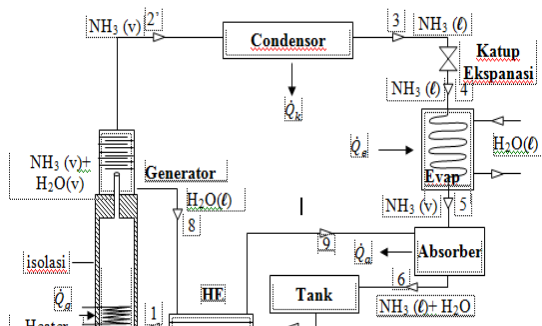 NH₃ (v)
2'
Condensor
3
NH₃ (ℓ)
Katup
Ekspanasi
NH₃ (ℓ)
4
H₂O(ℓ)
Q̇e
Evap
NH₃ (v)
5
NH₃ (v)+
H₂O(v)
Generator
H₂O(ℓ)
8
9
Q̇a
Absorber
isolasi
6
HE
Tank
NH₃ (ℓ)+ H₂O
Q̇g
1
Heater
Q̇k